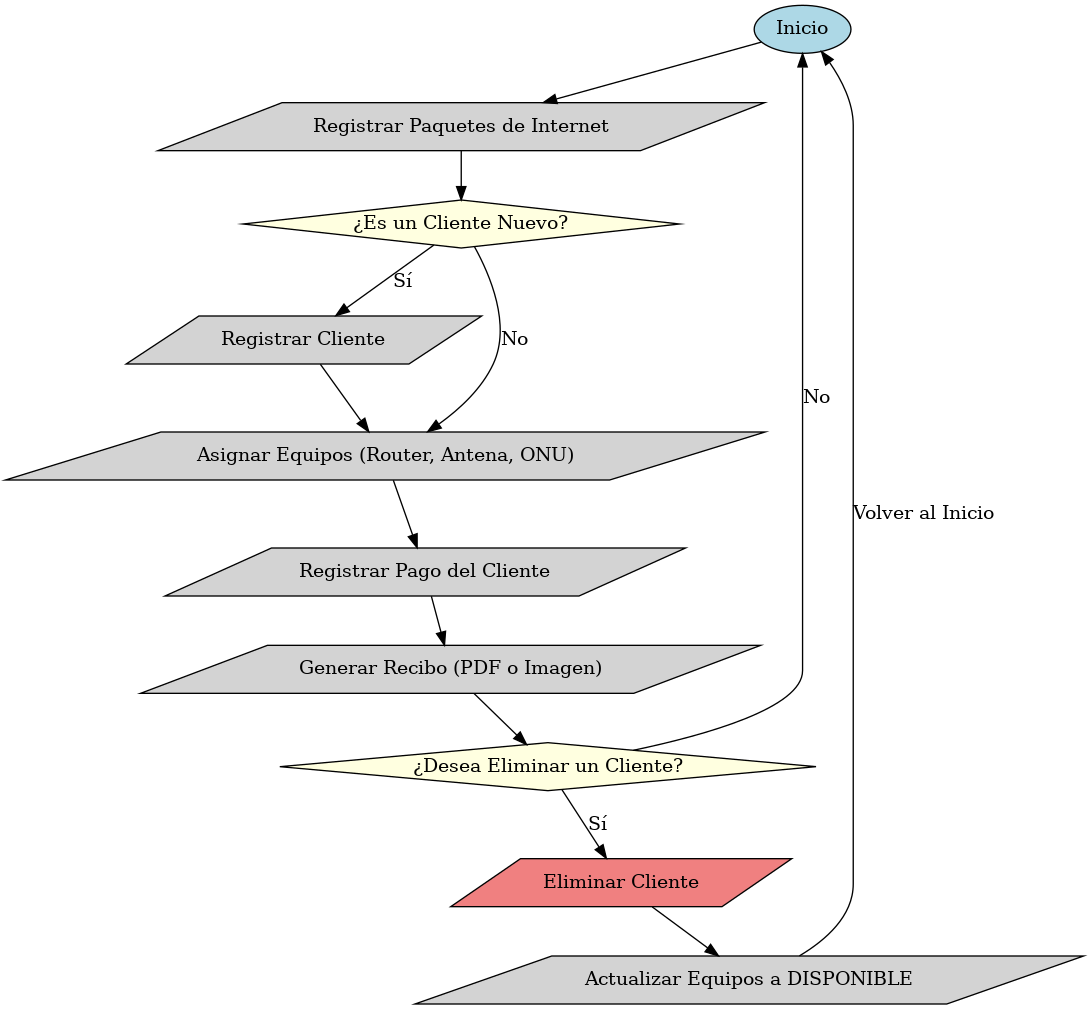 Inicio
Registrar Paquetes de Internet
¿Es un Cliente Nuevo?
Sí
Registrar Cliente
No
Asignar Equipos (Router, Antena, ONU)
Registrar Pago del Cliente
Generar Recibo (PDF o Imagen)
¿Desea Eliminar un Cliente?
No
Sí
Eliminar Cliente
Actualizar Equipos a DISPONIBLE
Volver al Inicio